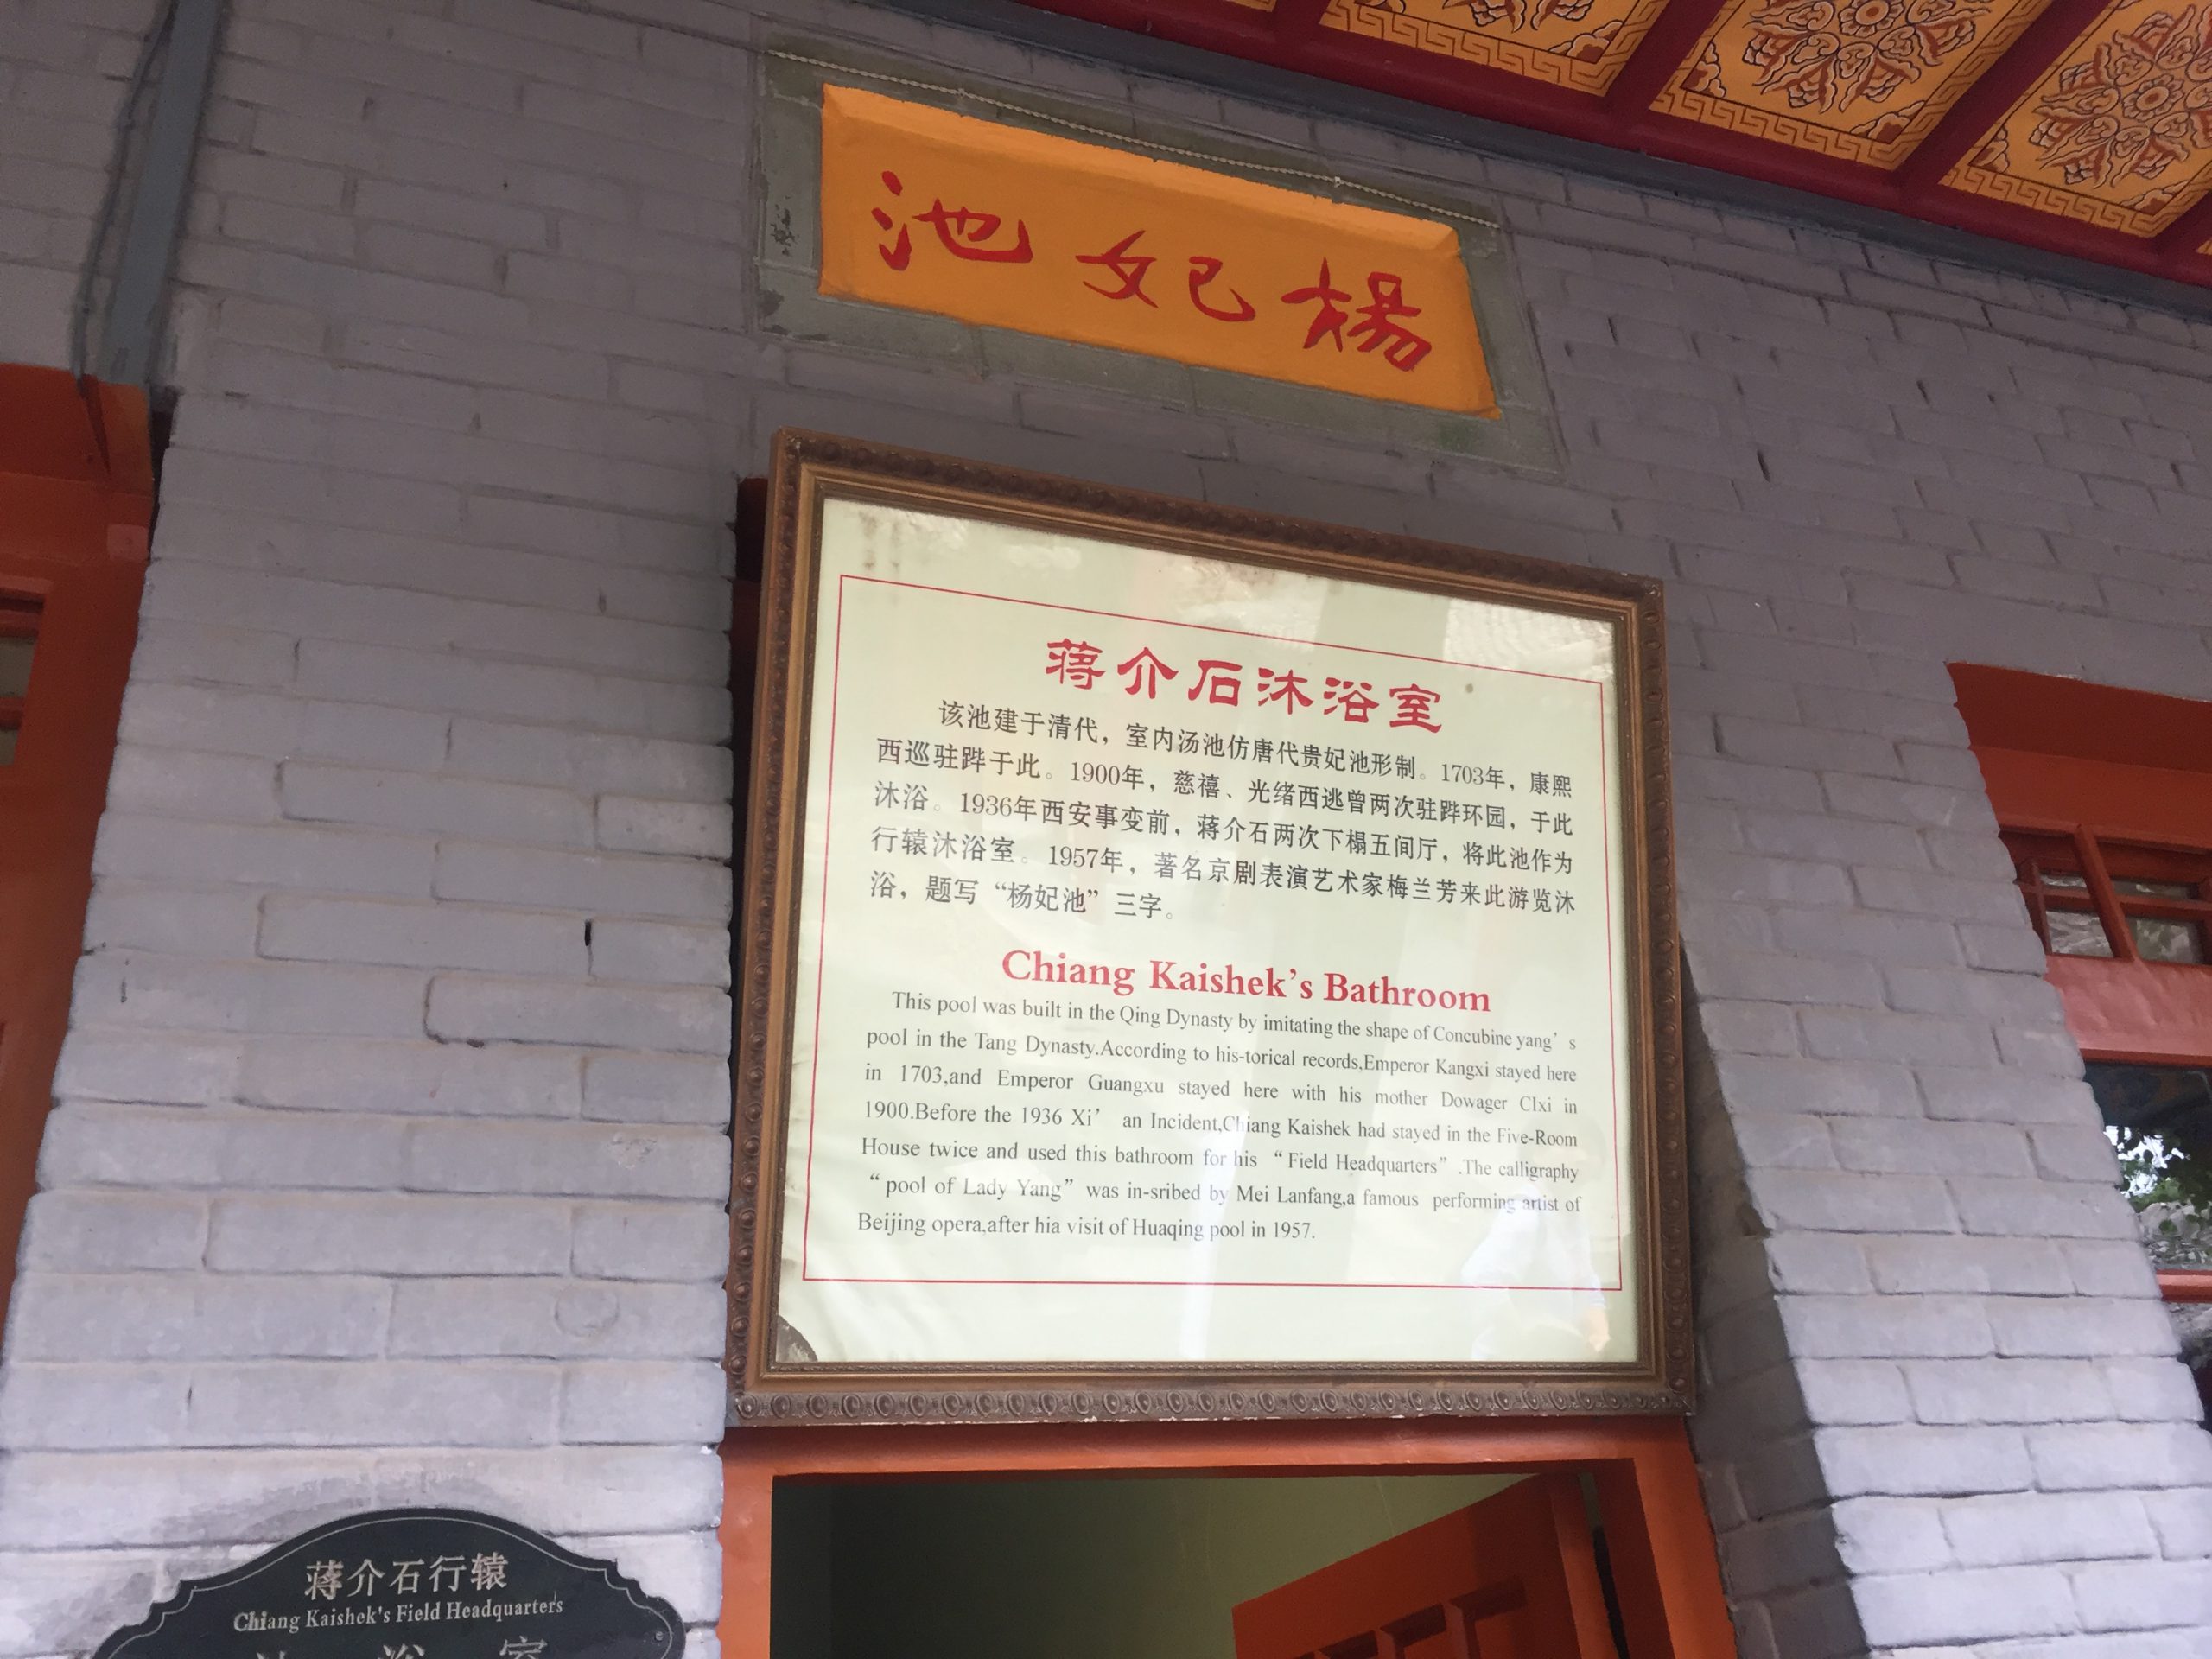 池妃楊
蒋介石沐浴室
该池建于清代，室内汤池仿唐代贵妃池形制。1703年，康熙
西巡驻跸于此。1900年，慈禧、光绪西逃曾两次驻跸环园，于此
沐浴。1936年西安事变前，蒋介石两次下榻五间厅，将此池作为
行辕沐浴室。1957年，著名京剧表演艺术家梅兰芳来此游览沐
浴，题写“杨妃池”三字。
Chiang Kaishek’s Bathroom
This pool was built in the Qing Dynasty by imitating the shape of Concubine yang’s
pool in the Tang Dynasty.According to his-torical records,Emperor Kangxi stayed here
in 1703,and Emperor Guangxu stayed here with his mother Dowager CIxi in
1900.Before the 1936 Xi’ an Incident,Chiang Kaishek had stayed in the Five-Room
House twice and used this bathroom for his “Field Headquarters” .The calligraphy
“pool of Lady Yang” was in-sribed by Mei Lanfang,a famous performing artist of
Beijing opera,after hia visit of Huaqing pool in 1957.
蒋介石行辕
Chiang Kaishek's Field Headquarters